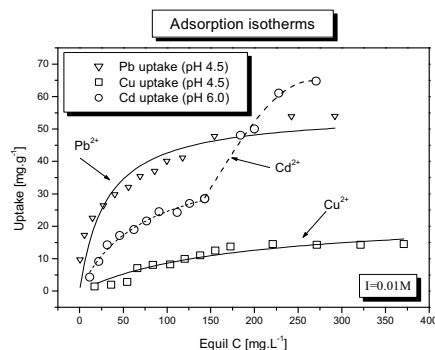 Adsorption isotherms
Pb uptake (pH 4.5)
Cu uptake (pH 4.5)
Cd uptake (pH 6.0)
70
60
50
40
30
20
10
0
Uptake [mg.g⁻¹]
Pb²⁺
Cd²⁺
Cu²⁺
I=0.01M
0 50 100 150 200 250 300 350 400
Equil C [mg.L⁻¹]